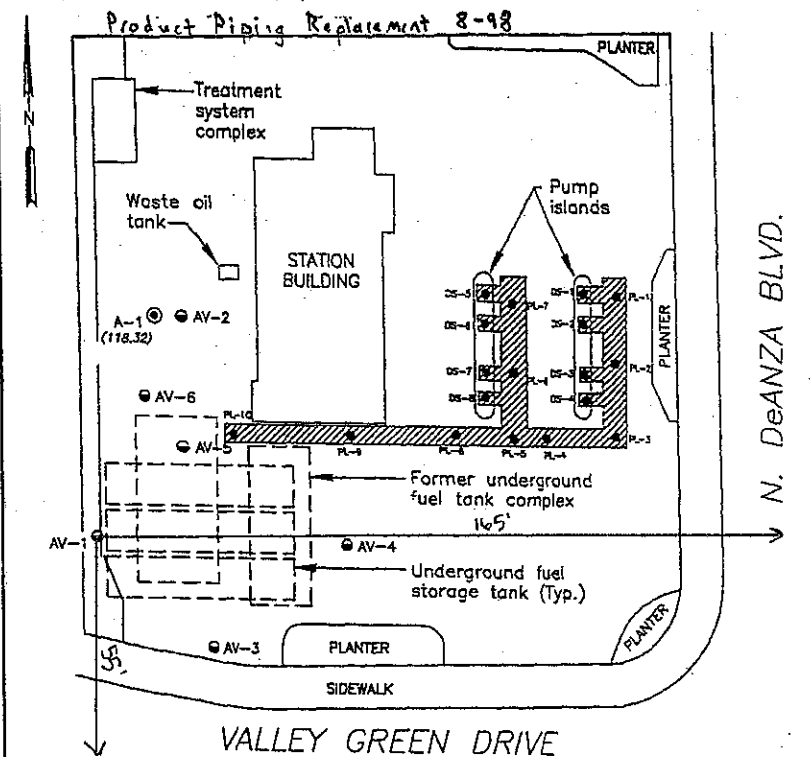 Product Piping Replacement 8-98
PLANTER
N
Treatment
system
complex
Waste oil
tank
Pump
islands
STATION
BUILDING
N. DeANZA BLVD.
DS-5
PL-7
DS-1
PL-1
DS-6
DS-2
A-1
(118.32)
AV-2
PLANTER
DS-7
DS-3
PL-2
DS-8
DS-4
AV-6
PL-10
AV-5
PL-9
PL-5
PL-4
PL-3
Former underground
fuel tank complex
165'
AV-1
AV-4
Underground fuel
storage tank (Typ.)
AV-3
PLANTER
PLANTER
55'
SIDEWALK
VALLEY GREEN DRIVE